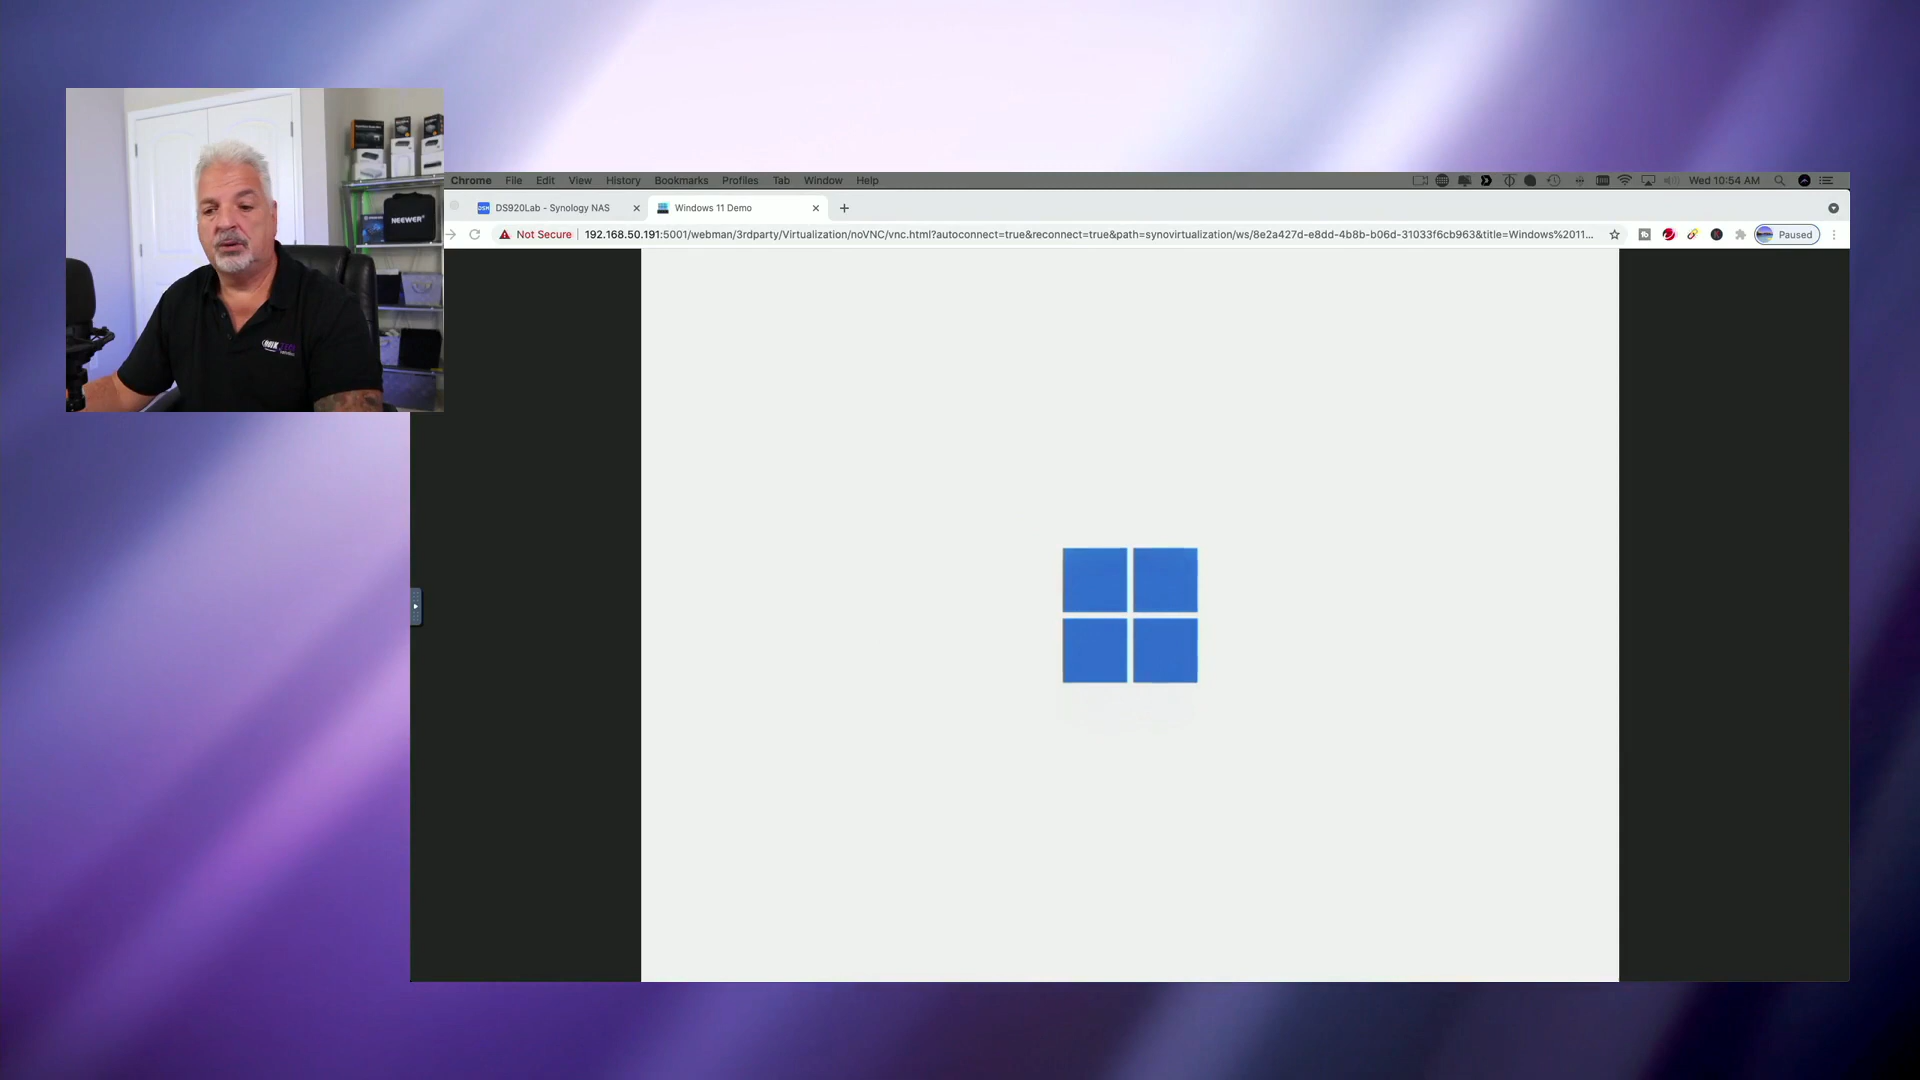 Chrome File Edit View History Bookmarks Profiles Tab Window Help Wed 10:54 AM
DS920Lab - Synology NAS Windows 11 Demo
Not Secure 192.168.50.191:5001/webman/3rdparty/Virtualization/noVNC/vnc.html?autoconnect=true&reconnect=true&path=synovirtualization/ws/8e2a427d-e8dd-4b8b-b06d-31033f6cb963&title=Windows%2011... Paused
NEEWER